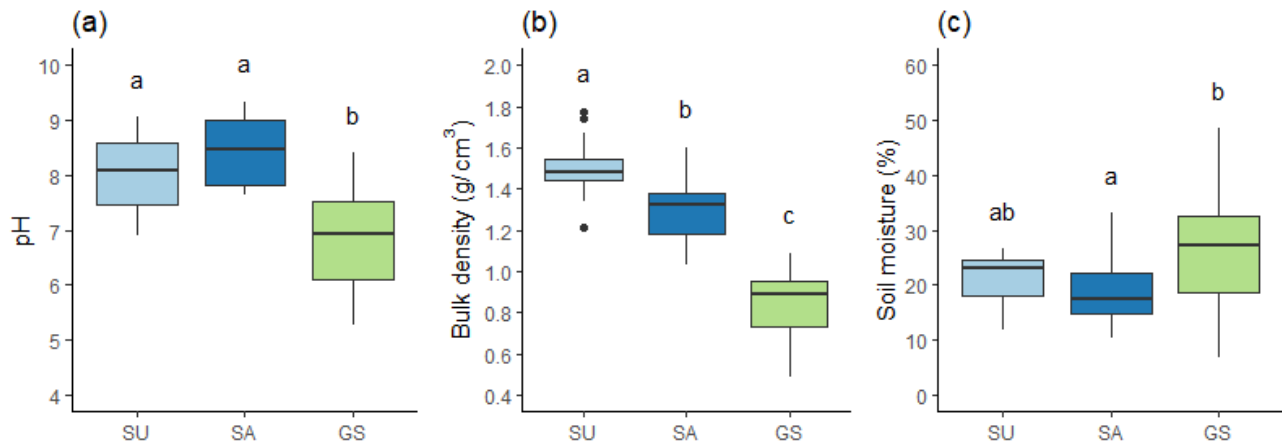 (a)
pH
10
9
8
7
6
5
4
a
a
b
SU SA GS
(b)
Bulk density (g/cm³)
2.0
1.8
1.6
1.4
1.2
1.0
0.8
0.6
0.4
a
b
c
SU SA GS
(c)
Soil moisture (%)
60
50
40
30
20
10
0
ab
a
b
SU SA GS